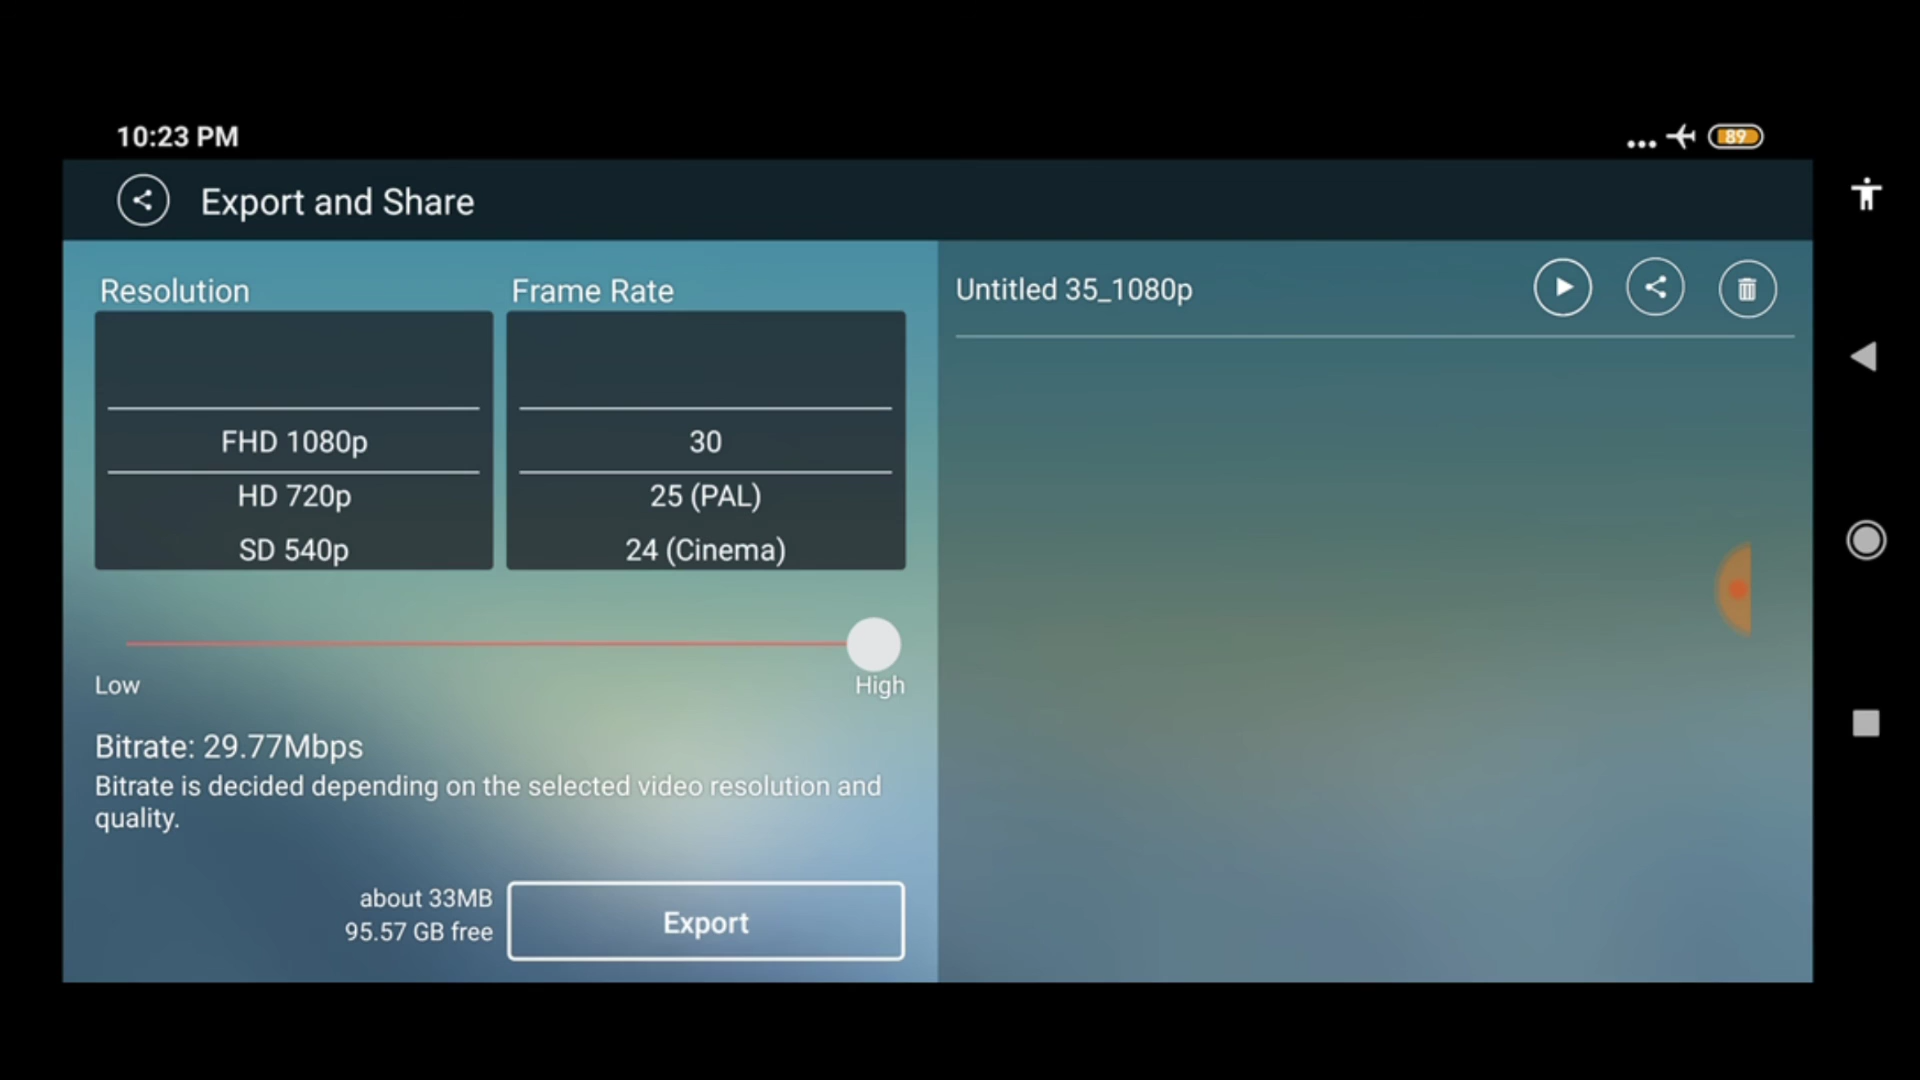 10:23 PM
89
Export and Share
Resolution
Frame Rate
FHD 1080p
HD 720p
SD 540p
30
25 (PAL)
24 (Cinema)
Low
High
Bitrate: 29.77Mbps
Bitrate is decided depending on the selected video resolution and
quality.
about 33MB
95.57 GB free
Export
Untitled 35_1080p